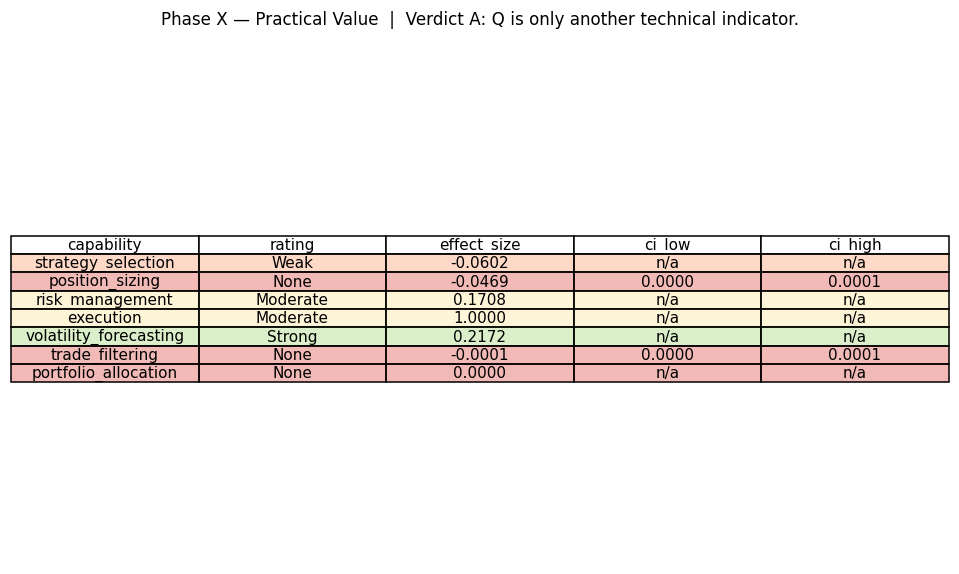 Phase X — Practical Value | Verdict A: Q is only another technical indicator.
capability rating effect_size ci_low ci_high
strategy_selection Weak -0.0602 n/a n/a
position_sizing None -0.0469 0.0000 0.0001
risk_management Moderate 0.1708 n/a n/a
execution Moderate 1.0000 n/a n/a
volatility_forecasting Strong 0.2172 n/a n/a
trade_filtering None -0.0001 0.0000 0.0001
portfolio_allocation None 0.0000 n/a n/a